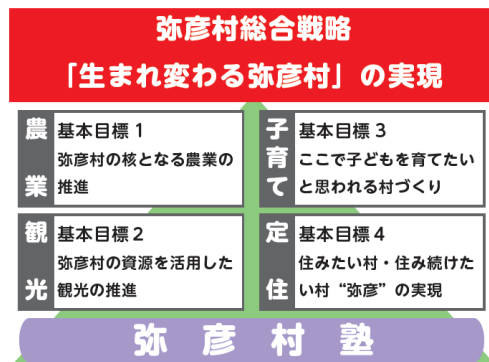 弥彦村総合戦略
「生まれ変わる弥彦村」の実現
農業
基本目標1
弥彦村の核となる農業の
推進
観光
基本目標2
弥彦村の資源を活用した
観光の推進
子育て
基本目標3
ここで子どもを育てたい
と思われる村づくり
定住
基本目標4
住みたい村・住み続けた
い村“弥彦”の実現
弥彦村塾